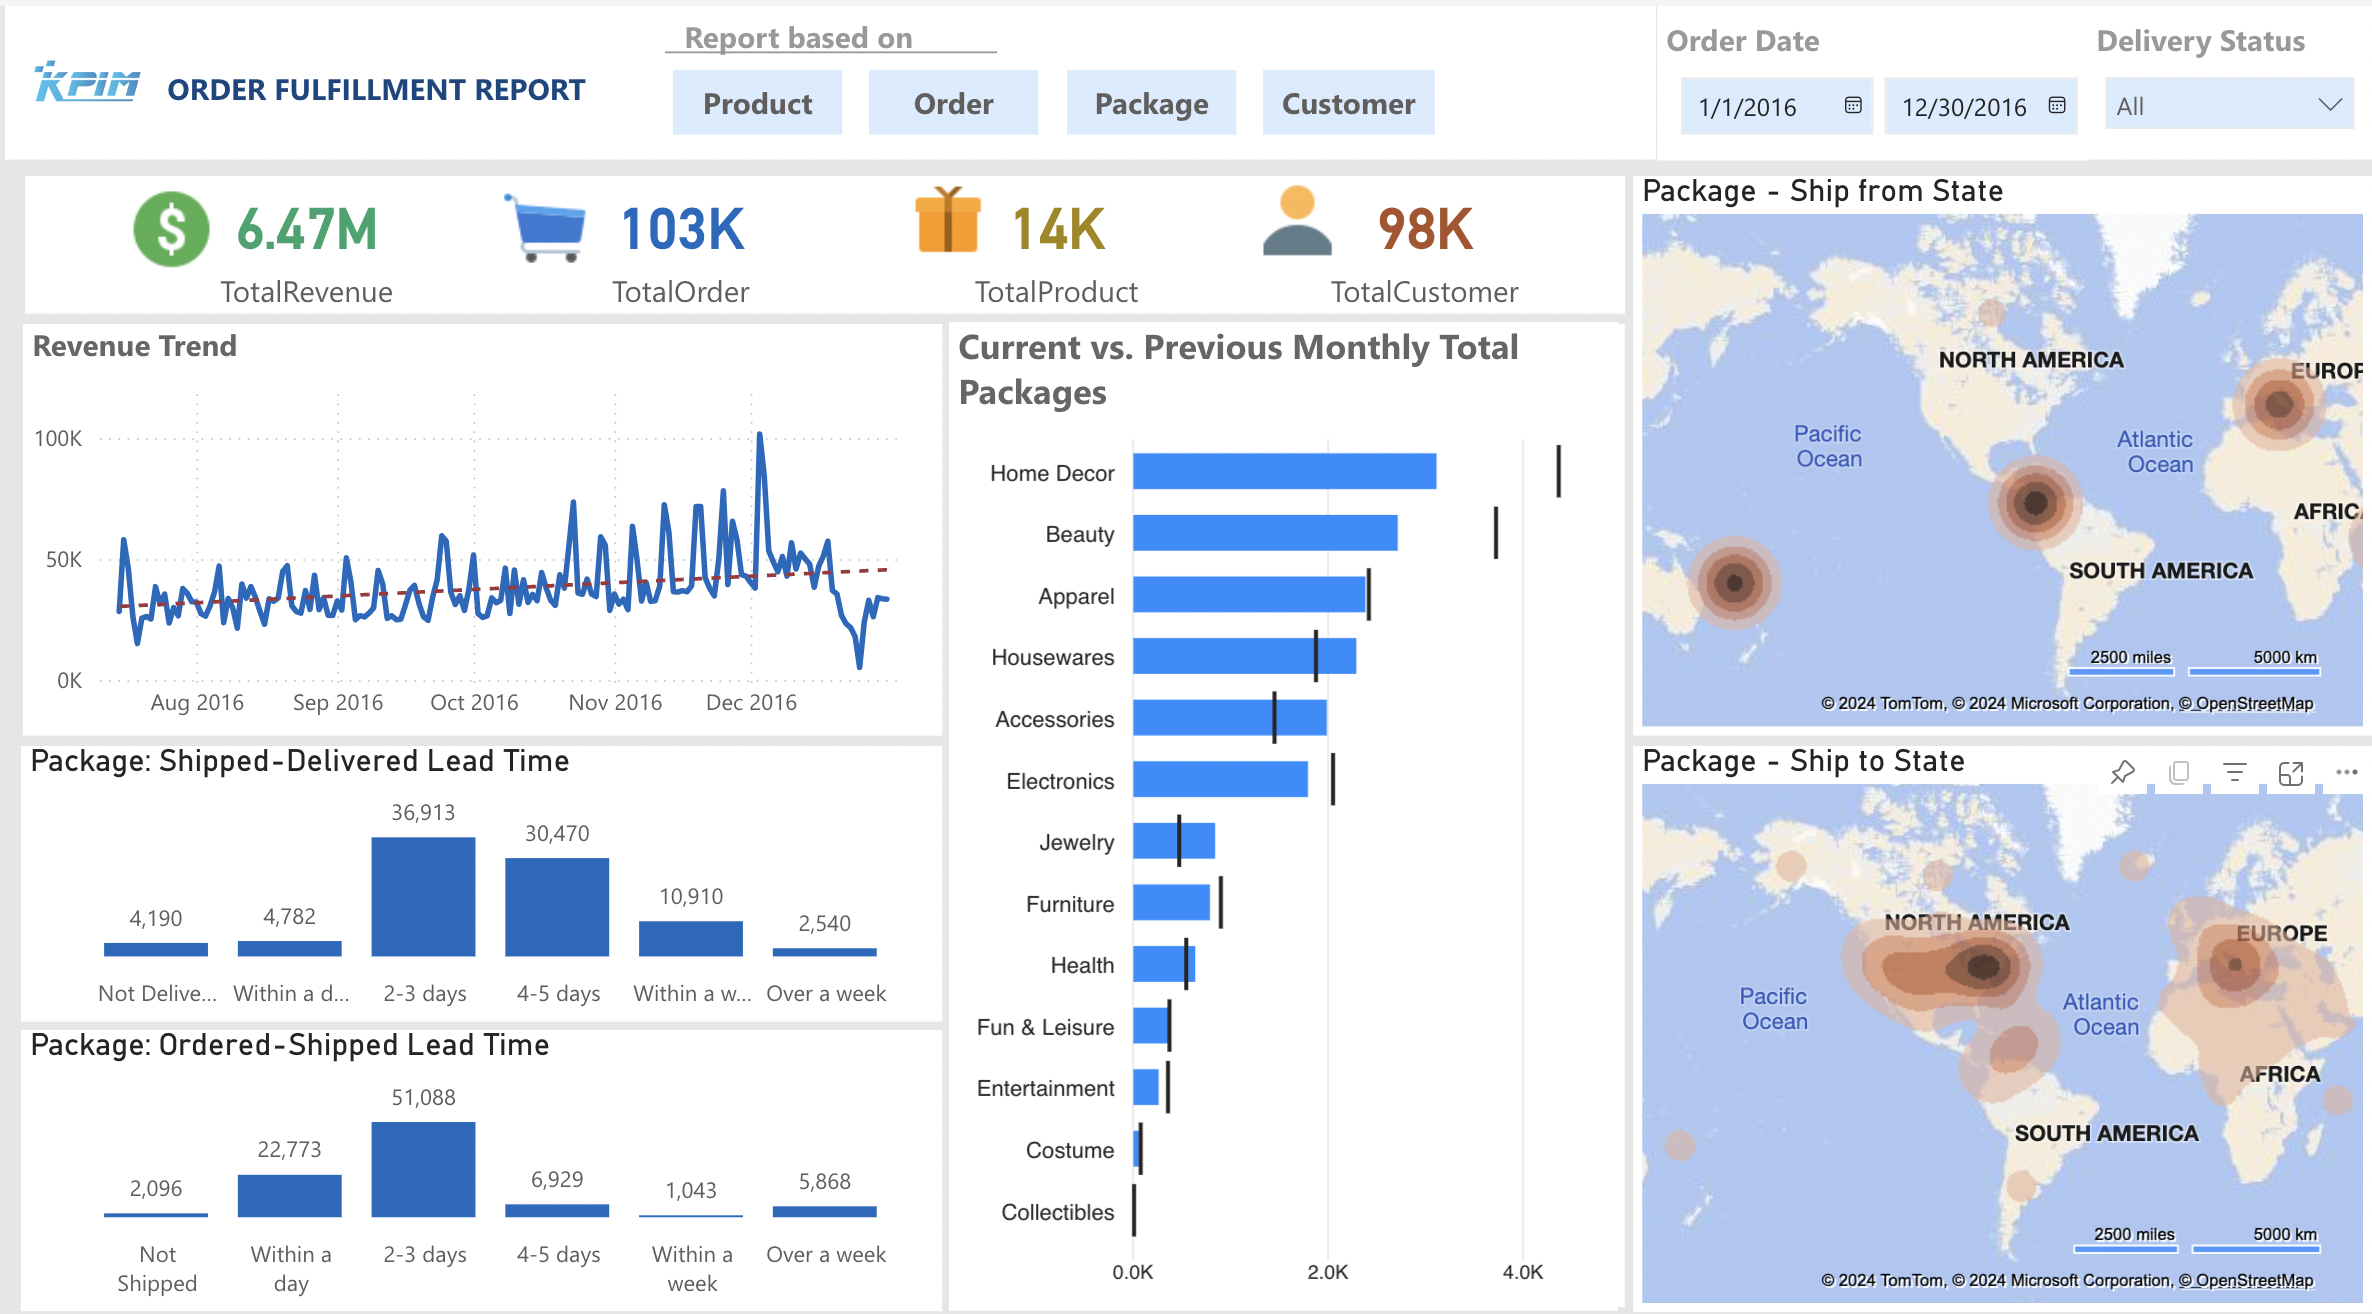 KPIM
ORDER FULFILLMENT REPORT
Report based on
Product
Order
Package
Customer
Order Date
1/1/2016
12/30/2016
Delivery Status
All
$
6.47M
TotalRevenue
103K
TotalOrder
14K
TotalProduct
98K
TotalCustomer
Revenue Trend
100K
50K
0K
Aug 2016
Sep 2016
Oct 2016
Nov 2016
Dec 2016
Package: Shipped-Delivered Lead Time
4,190
4,782
36,913
30,470
10,910
2,540
Not Delive...
Within a d...
2-3 days
4-5 days
Within a w...
Over a week
Package: Ordered-Shipped Lead Time
2,096
22,773
51,088
6,929
1,043
5,868
Not
Shipped
Within a
day
2-3 days
4-5 days
Within a
week
Over a week
Current vs. Previous Monthly Total
Packages
Home Decor
Beauty
Apparel
Housewares
Accessories
Electronics
Jewelry
Furniture
Health
Fun & Leisure
Entertainment
Costume
Collectibles
0.0K
2.0K
4.0K
Package - Ship from State
NORTH AMERICA
EUROP
Pacific
Ocean
Atlantic
Ocean
AFRIC
SOUTH AMERICA
2500 miles
5000 km
© 2024 TomTom, © 2024 Microsoft Corporation, © OpenStreetMap
Package - Ship to State
NORTH AMERICA
EUROPE
Pacific
Ocean
Atlantic
Ocean
AFRICA
SOUTH AMERICA
2500 miles
5000 km
© 2024 TomTom, © 2024 Microsoft Corporation, © OpenStreetMap